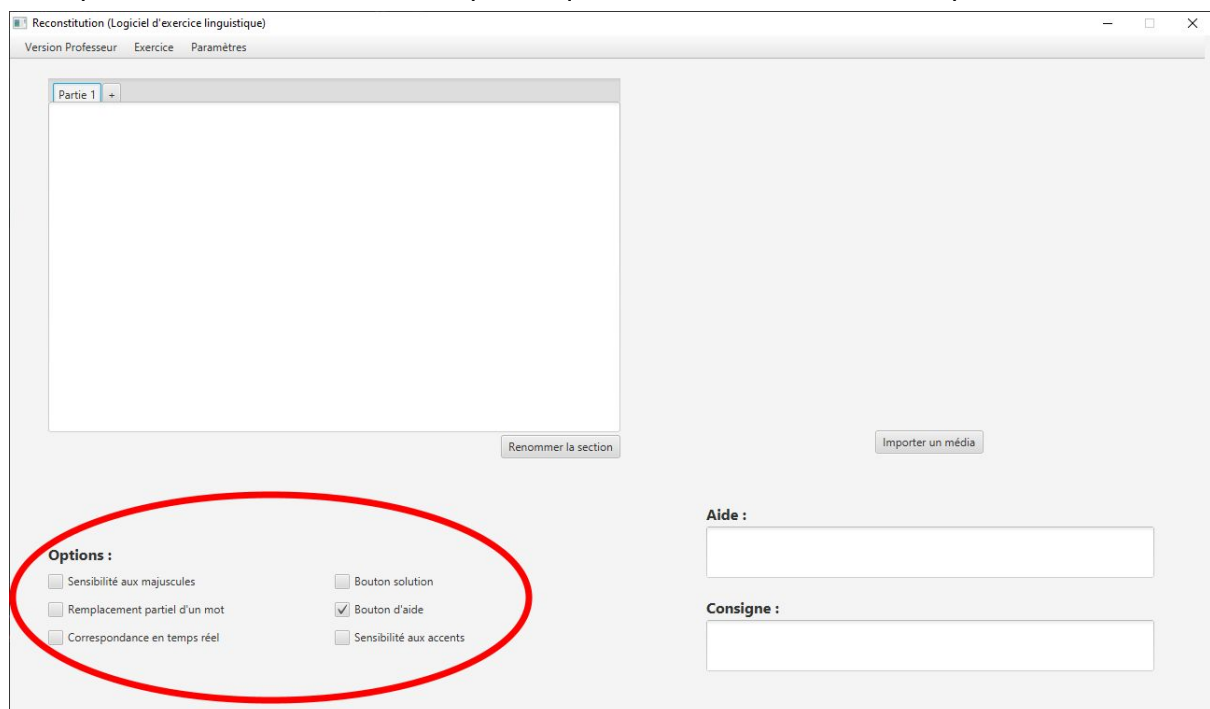 Reconstitution (Logiciel d'exercice linguistique)
Version Professeur Exercice Paramètres
Partie 1 +
Renommer la section
Importer un média
Options :
Sensibilité aux majuscules Bouton solution
Remplacement partiel d'un mot Bouton d'aide
Correspondance en temps réel Sensibilité aux accents
Aide :
Consigne :